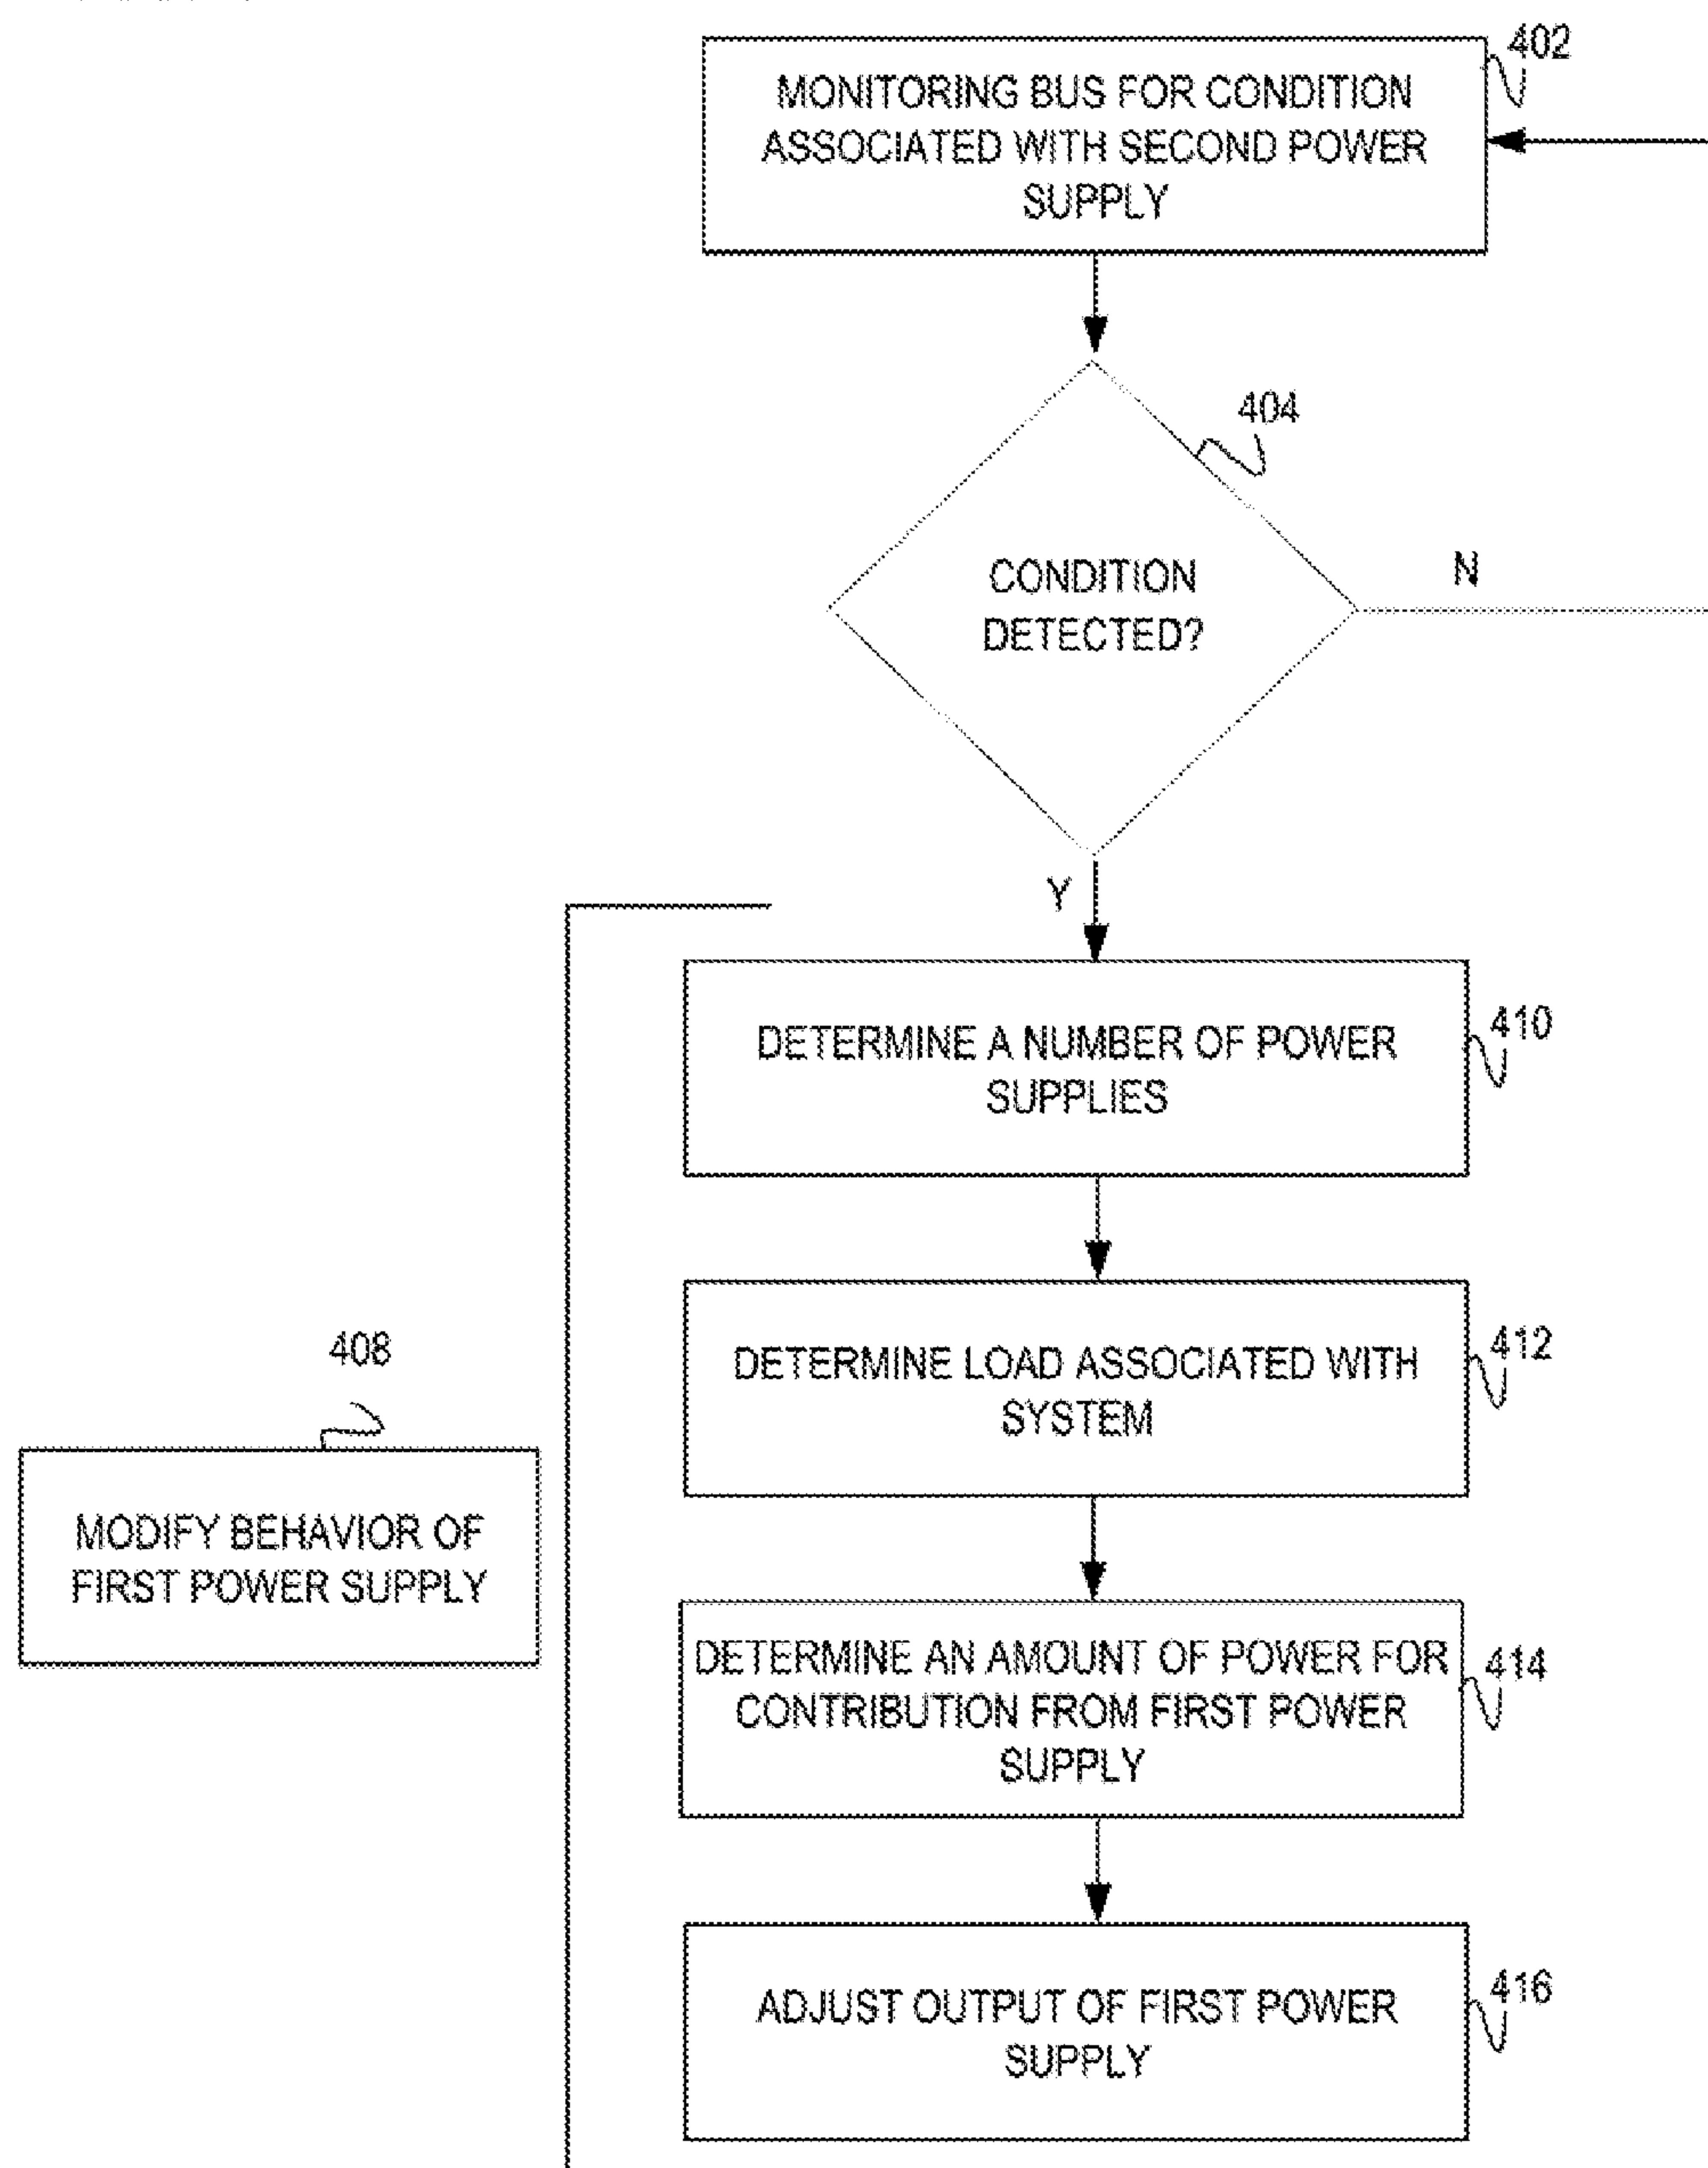 402
MONITORING BUS FOR CONDITION
ASSOCIATED WITH SECOND POWER
SUPPLY
404
CONDITION
DETECTED?
N
Y
410
DETERMINE A NUMBER OF POWER
SUPPLIES
408
MODIFY BEHAVIOR OF
FIRST POWER SUPPLY
412
DETERMINE LOAD ASSOCIATED WITH
SYSTEM
414
DETERMINE AN AMOUNT OF POWER FOR
CONTRIBUTION FROM FIRST POWER
SUPPLY
416
ADJUST OUTPUT OF FIRST POWER
SUPPLY